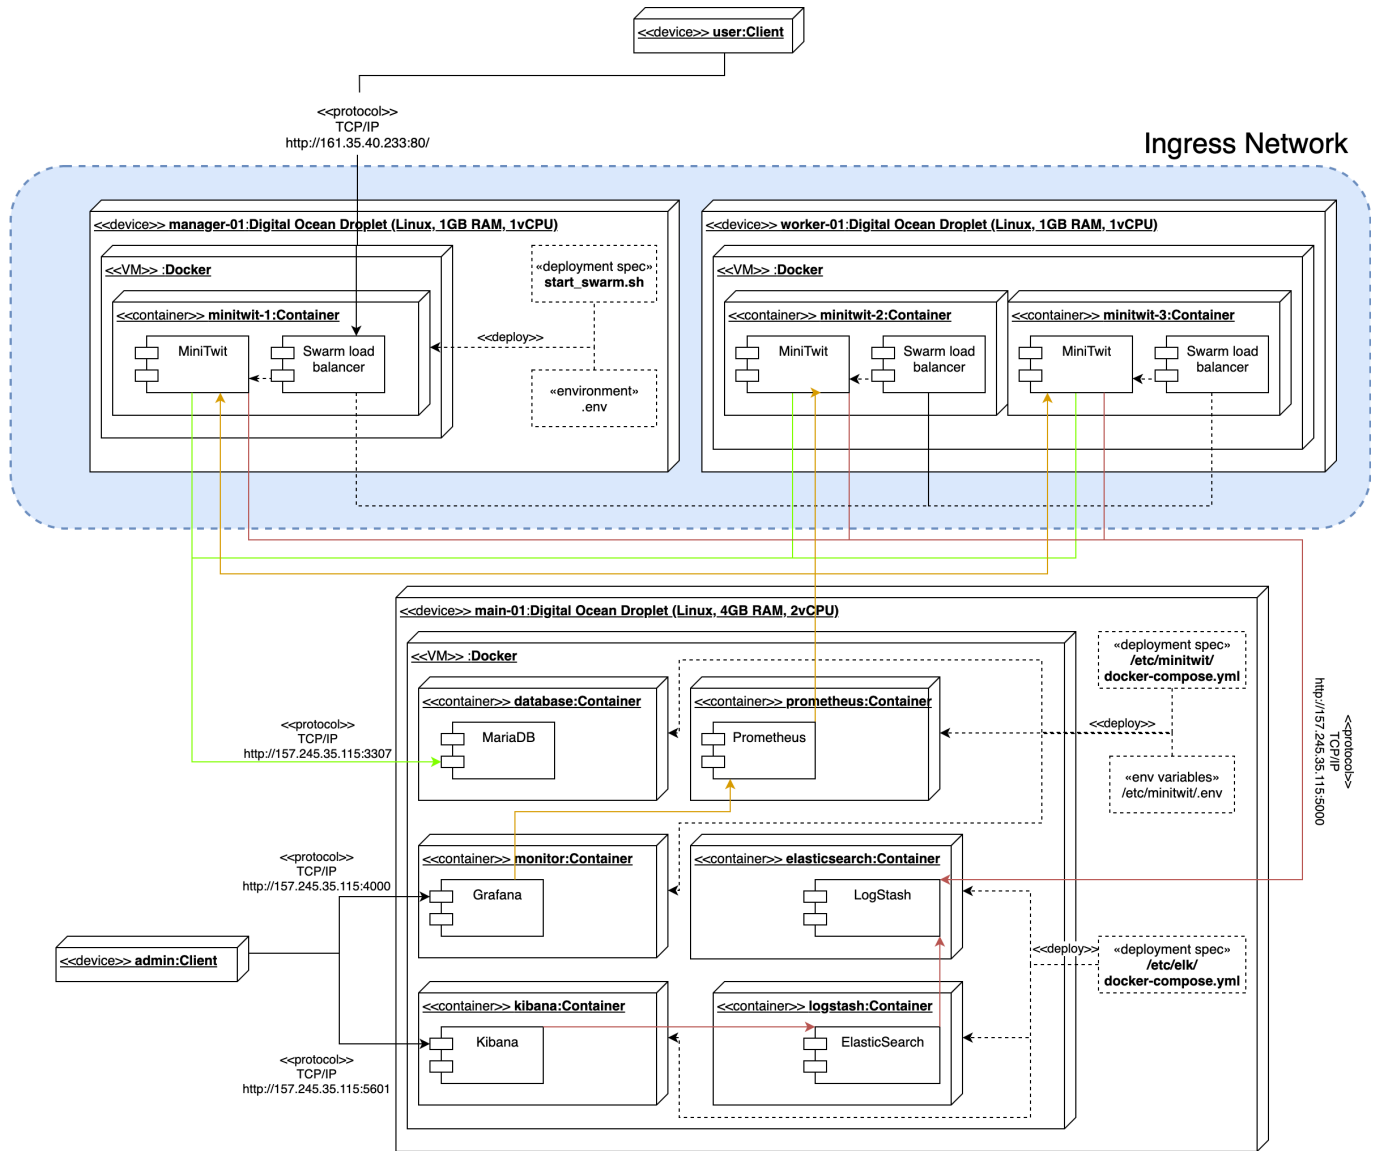 <<device>> user:Client
<<protocol>>
TCP/IP
http://161.35.40.233:80/
Ingress Network
<<device>> manager-01:Digital Ocean Droplet (Linux, 1GB RAM, 1vCPU)
<<VM>> :Docker
<<container>> minitwit-1:Container
MiniTwit
Swarm load
balancer
«deployment spec»
start_swarm.sh
<<deploy>>
«environment»
.env
<<device>> worker-01:Digital Ocean Droplet (Linux, 1GB RAM, 1vCPU)
<<VM>> :Docker
<<container>> minitwit-2:Container
MiniTwit
Swarm load
balancer
<<container>> minitwit-3:Container
MiniTwit
Swarm load
balancer
<<device>> main-01:Digital Ocean Droplet (Linux, 4GB RAM, 2vCPU)
<<VM>> :Docker
<<container>> database:Container
MariaDB
<<container>> prometheus:Container
Prometheus
«deployment spec»
/etc/minitwit/
docker-compose.yml
<<deploy>>
«env variables»
/etc/minitwit/.env
<<protocol>>
TCP/IP
http://157.245.35.115:5000
<<protocol>>
TCP/IP
http://157.245.35.115:3307
<<container>> monitor:Container
Grafana
<<container>> elasticsearch:Container
LogStash
<<protocol>>
TCP/IP
http://157.245.35.115:4000
<<device>> admin:Client
<<deploy>>
«deployment spec»
/etc/elk/
docker-compose.yml
<<container>> kibana:Container
Kibana
<<container>> logstash:Container
ElasticSearch
<<protocol>>
TCP/IP
http://157.245.35.115:5601